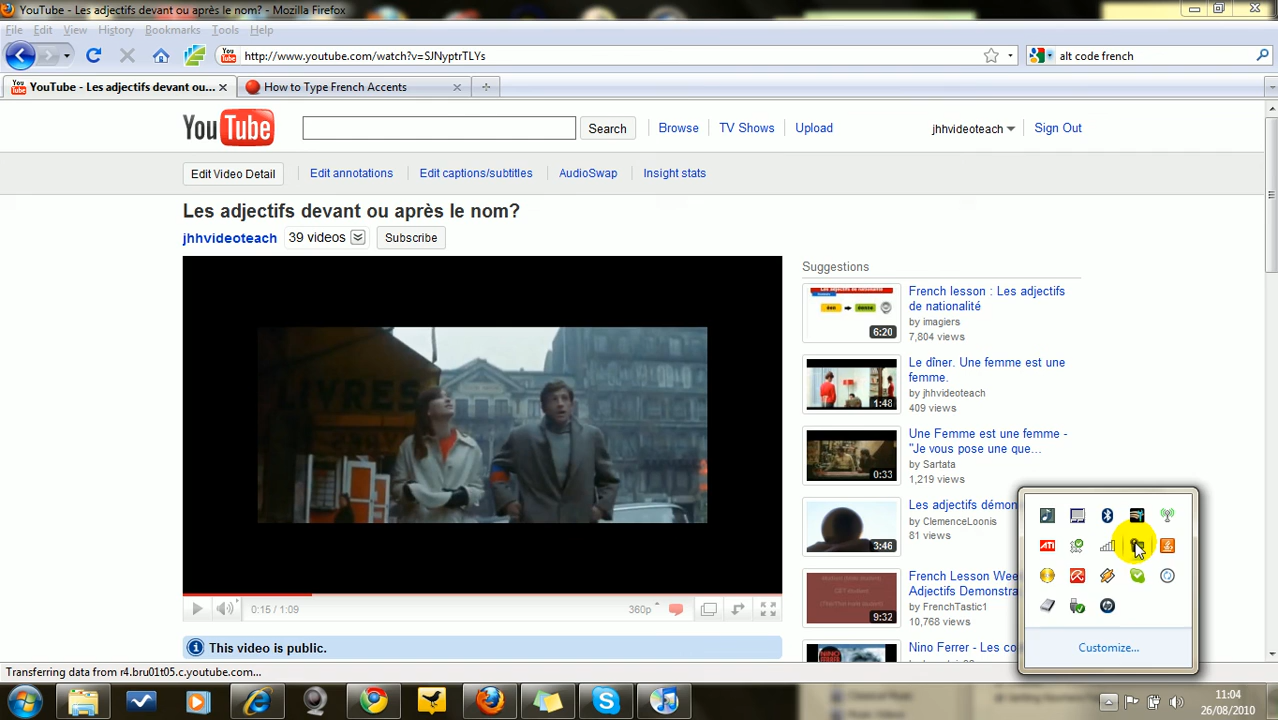 YouTube - Les adjectifs devant ou après le nom? - Mozilla Firefox
File Edit View History Bookmarks Tools Help
http://www.youtube.com/watch?v=SJNyptrTLYs
alt code french
YouTube - Les adjectifs devant ou...
How to Type French Accents
YouTube
Search
Browse
TV Shows
Upload
jhhvideoteach
Sign Out
Edit Video Detail
Edit annotations
Edit captions/subtitles
AudioSwap
Insight stats
Les adjectifs devant ou après le nom?
jhhvideoteach
39 videos
Subscribe
LIVRES
0:15 / 1:09
360p
This video is public.
Suggestions
6:20
French lesson : Les adjectifs
de nationalité
by imagiers
7,804 views
1:48
Le dîner. Une femme est une
femme.
by jhhvideoteach
409 views
0:33
Une Femme est une femme -
"Je vous pose une que...
by Sartata
1,219 views
3:46
Les adjectifs démon
by ClemenceLoonis
81 views
9:32
French Lesson Wee
Adjectifs Demonstra
by FrenchTastic1
10,768 views
NINO
FERRER
Nino Ferrer - Les co
ATI
Customize...
Transferring data from r4.bru01t05.c.youtube.com...
11:04
26/08/2010